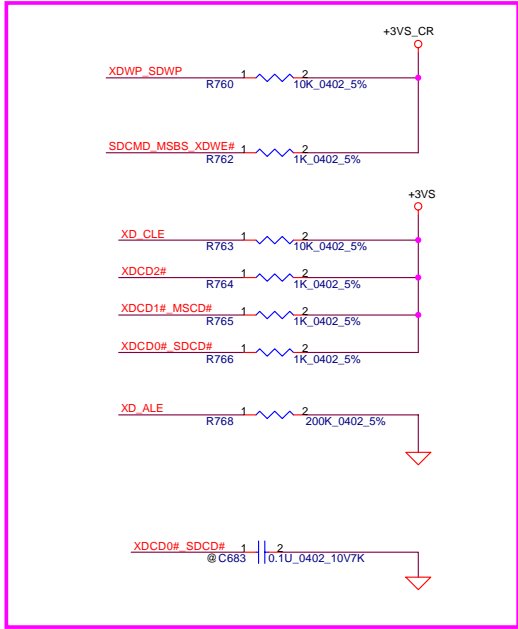 +3VS_CR
XDWP_SDWP 1 2
R760 10K_0402_5%
SDCMD_MSBS_XDWE# 1 2
R762 1K_0402_5%
+3VS
XD_CLE 1 2
R763 10K_0402_5%
XDCD2# 1 2
R764 1K_0402_5%
XDCD1#_MSCD# 1 2
R765 1K_0402_5%
XDCD0#_SDCD# 1 2
R766 1K_0402_5%
XD_ALE 1 2
R768 200K_0402_5%
XDCD0#_SDCD# 1 2
@C683 0.1U_0402_10V7K